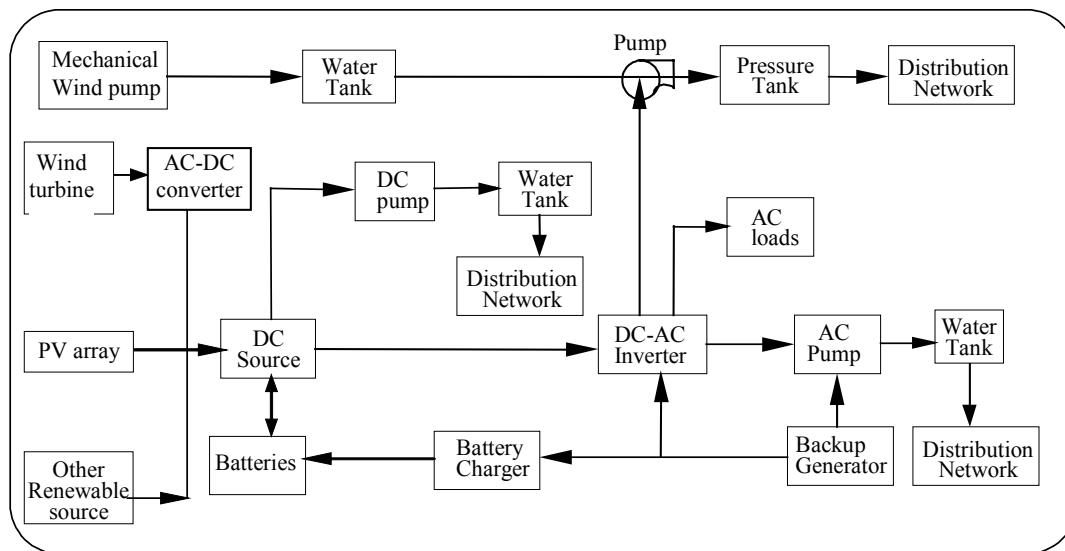 Mechanical
Wind pump
Water
Tank
Pump
Pressure
Tank
Distribution
Network
Wind
turbine
AC-DC
converter
DC
pump
Water
Tank
AC
loads
Distribution
Network
PV array
DC
Source
DC-AC
Inverter
AC
Pump
Water
Tank
Batteries
Battery
Charger
Backup
Generator
Distribution
Network
Other
Renewable
source